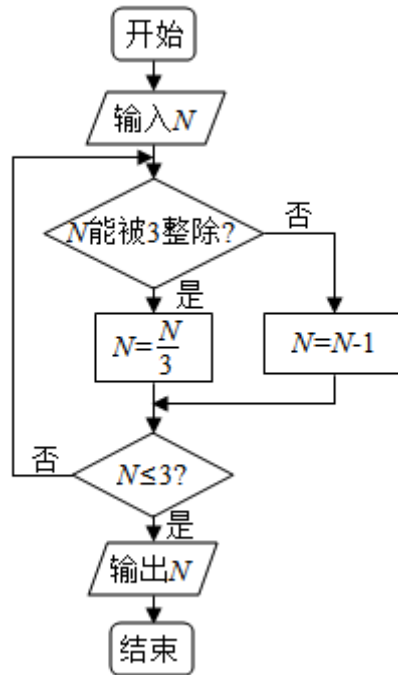 开始
输入N
N能被3整除?
否
是
N=N/3
N=N-1
N≤3?
否
是
输出N
结束